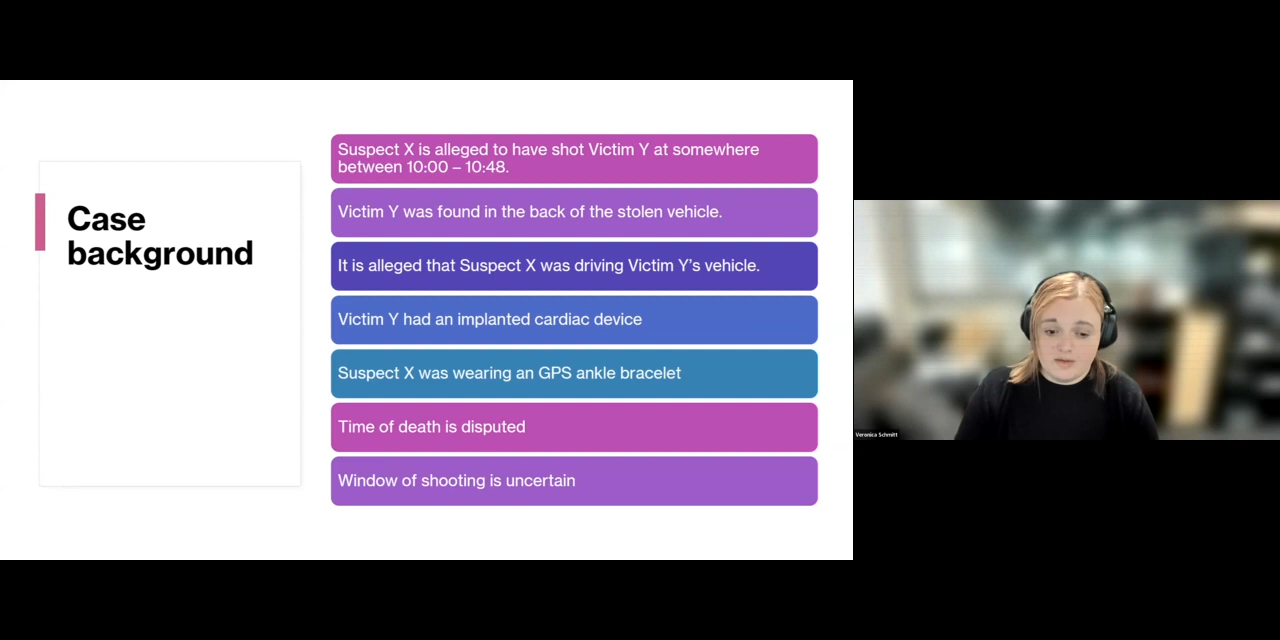 Case
background
Suspect X is alleged to have shot Victim Y at somewhere
between 10:00 – 10:48.
Victim Y was found in the back of the stolen vehicle.
It is alleged that Suspect X was driving Victim Y's vehicle.
Victim Y had an implanted cardiac device
Suspect X was wearing an GPS ankle bracelet
Time of death is disputed
Window of shooting is uncertain
Veronica Schmitt